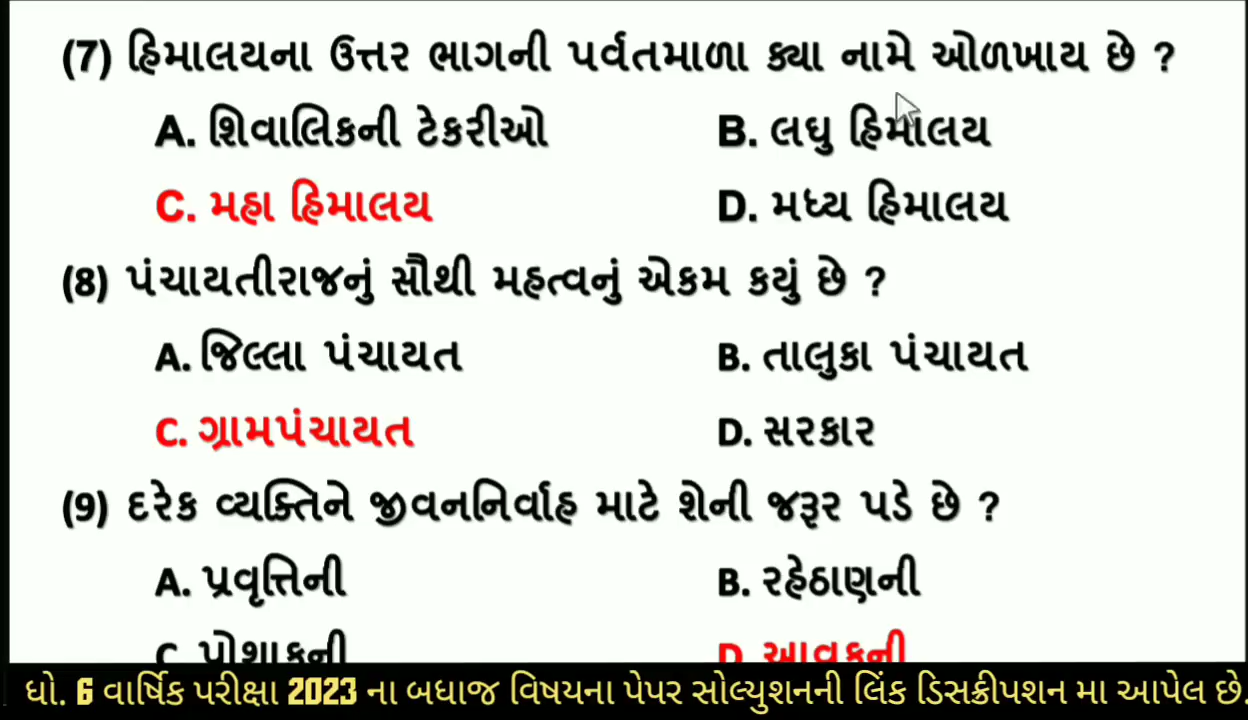 (7) હિમાલયના ઉત્તર ભાગની પર્વતમાળા ક્યા નામે ઓળખાય છે ?
A. શિવાલિકની ટેકરીઓ B. લઘુ હિમાલય
C. મહા હિમાલય D. મધ્ય હિમાલય
(8) પંચાયતીરાજનું સૌથી મહત્વનું એકમ કયું છે ?
A. જિલ્લા પંચાયત B. તાલુકા પંચાયત
C. ગ્રામપંચાયત D. સરકાર
(9) દરેક વ્યક્તિને જીવનનિર્વાહ માટે શેની જરૂર પડે છે ?
A. પ્રવૃત્તિની B. રહેઠાણની
C. પોશાકની D. આવકની
ધો. 6 વાર્ષિક પરીક્ષા 2023 ના બધાજ વિષયના પેપર સોલ્યુશનની લિંક ડિસક્રીપશન મા આપેલ છે.